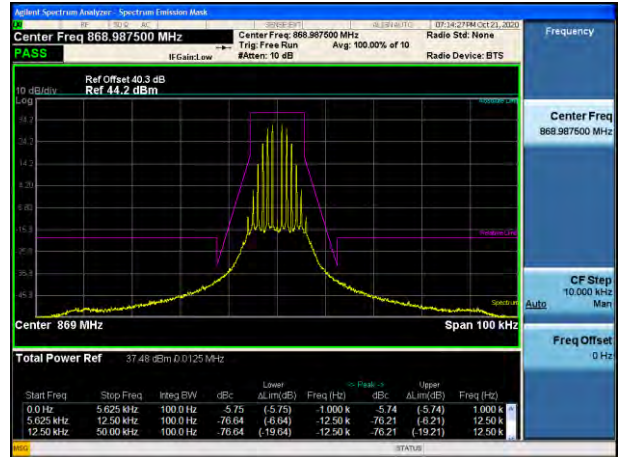 Agilent Spectrum Analyzer - Spectrum Emission Mask
RF 50 Ω AC SENSE:EXT ALIGN AUTO 07:14:27 PM Oct 21, 2020
Center Freq 868.987500 MHz
Center Freq: 868.987500 MHz
Radio Std: None
Trig: Free Run Avg: 100.00% of 10
PASS
IFGain:Low
#Atten: 10 dB
Radio Device: BTS
Ref Offset 40.3 dB
10 dB/div Ref 44.2 dBm
Log
Absolute Limit
34.2
24.2
14.2
4.20
-5.80
-15.8
Relative Limit
-25.8
-35.8
-45.8
Spectrum
Center 869 MHz
Span 100 kHz
Total Power Ref 37.48 dBm / 0.0125 MHz
Lower <- Peak -> Upper
Start Freq Stop Freq Integ BW dBc ΔLim(dB) Freq (Hz) dBc ΔLim(dB) Freq (Hz)
0.0 Hz 5.625 kHz 100.0 Hz -5.75 (-5.75) -1.000 k -5.74 (-5.74) 1.000 k
5.625 kHz 12.50 kHz 100.0 Hz -76.64 (-6.64) -12.50 k -76.21 (-6.21) 12.50 k
12.50 kHz 50.00 kHz 100.0 Hz -76.64 (-19.64) -12.50 k -76.21 (-19.21) 12.50 k
MSG
STATUS
Frequency
Center Freq
868.987500 MHz
CF Step
10.000 kHz
Auto Man
Freq Offset
0 Hz